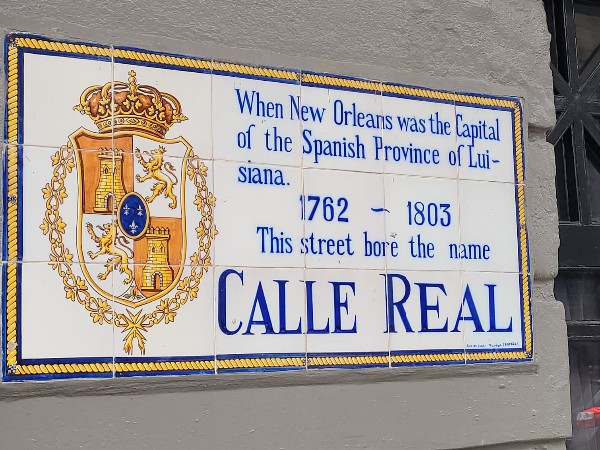 When New Orleans was the Capital
of the Spanish Province of Lui-
siana.
1762 ~ 1803
This street bore the name
CALLE REAL